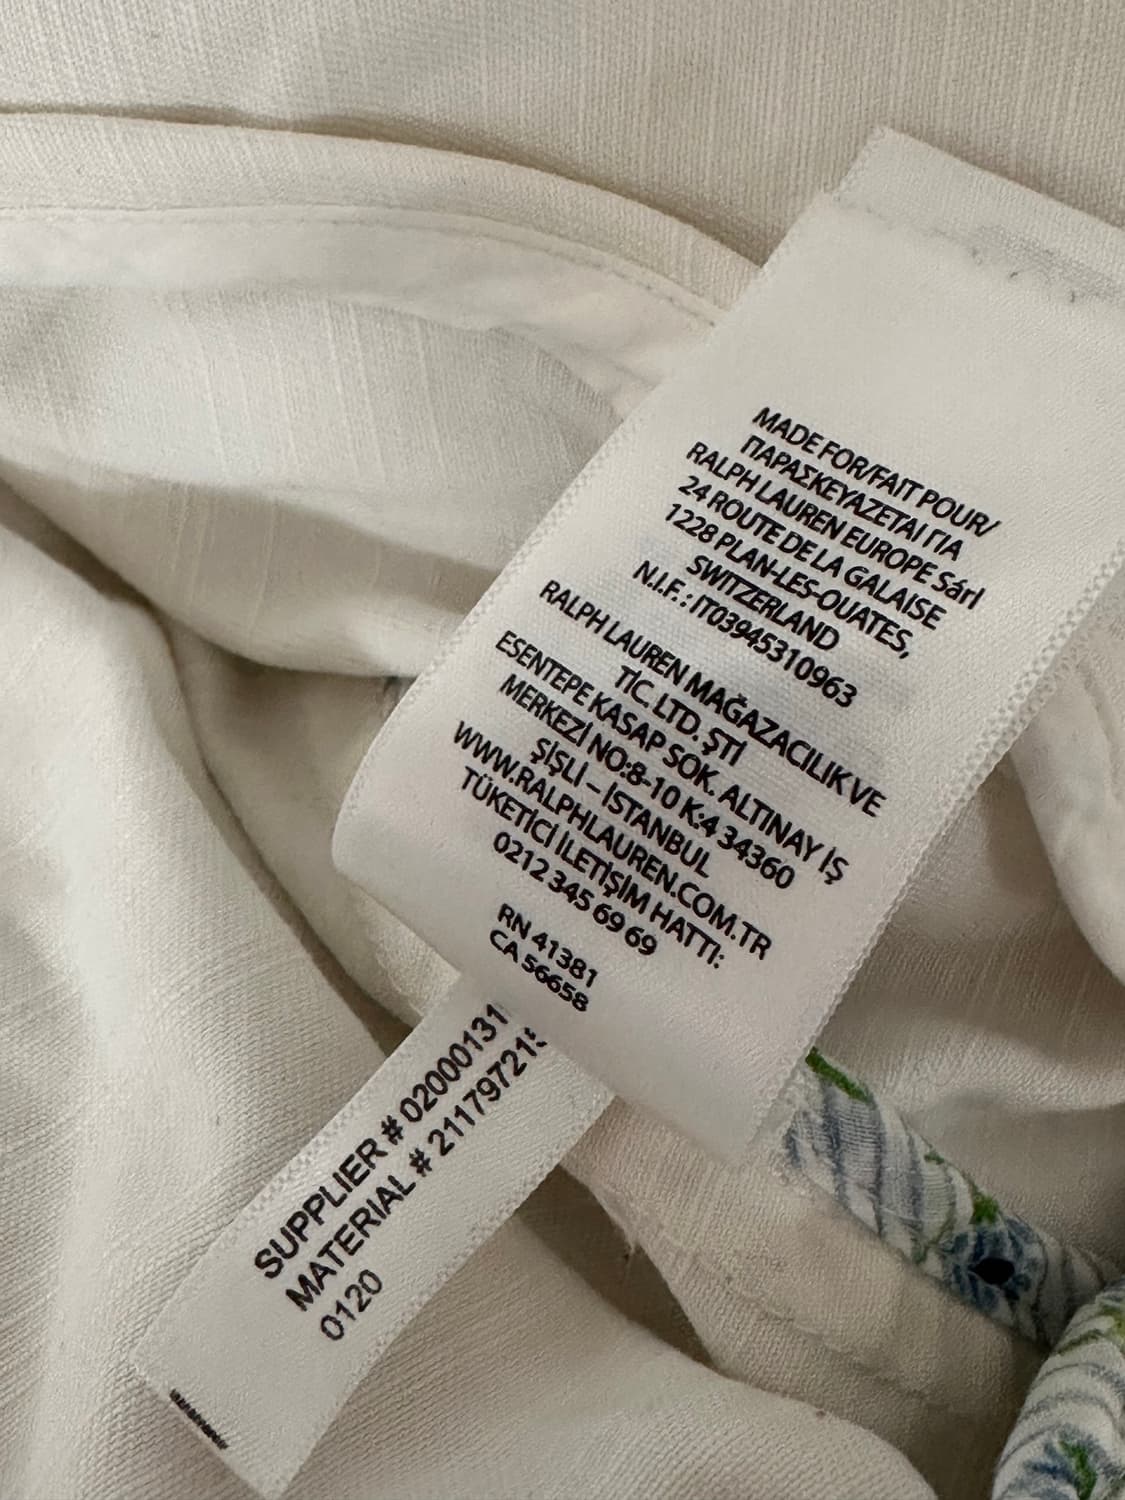 MADE FOR/FAIT POUR/
ΠΑΡΑΣΚΕΥΑΖΕΤΑΙ ΓΙΑ
RALPH LAUREN EUROPE Sárl
24 ROUTE DE LA GALAISE
1228 PLAN-LES-OUATES,
SWITZERLAND
N.I.F. : IT03945310963
RALPH LAUREN MAĞAZACILIK VE
TİC. LTD. ŞTİ
ESENTEPE KASAP SOK. ALTINAY İŞ
MERKEZİ NO:8-10 K:4 34360
ŞİŞLİ – İSTANBUL
WWW.RALPHLAUREN.COM.TR
TÜKETİCİ İLETİŞİM HATTI:
0212 345 69 69
RN 41381
CA 56658
SUPPLIER # 02000131
MATERIAL # 21179721
0120